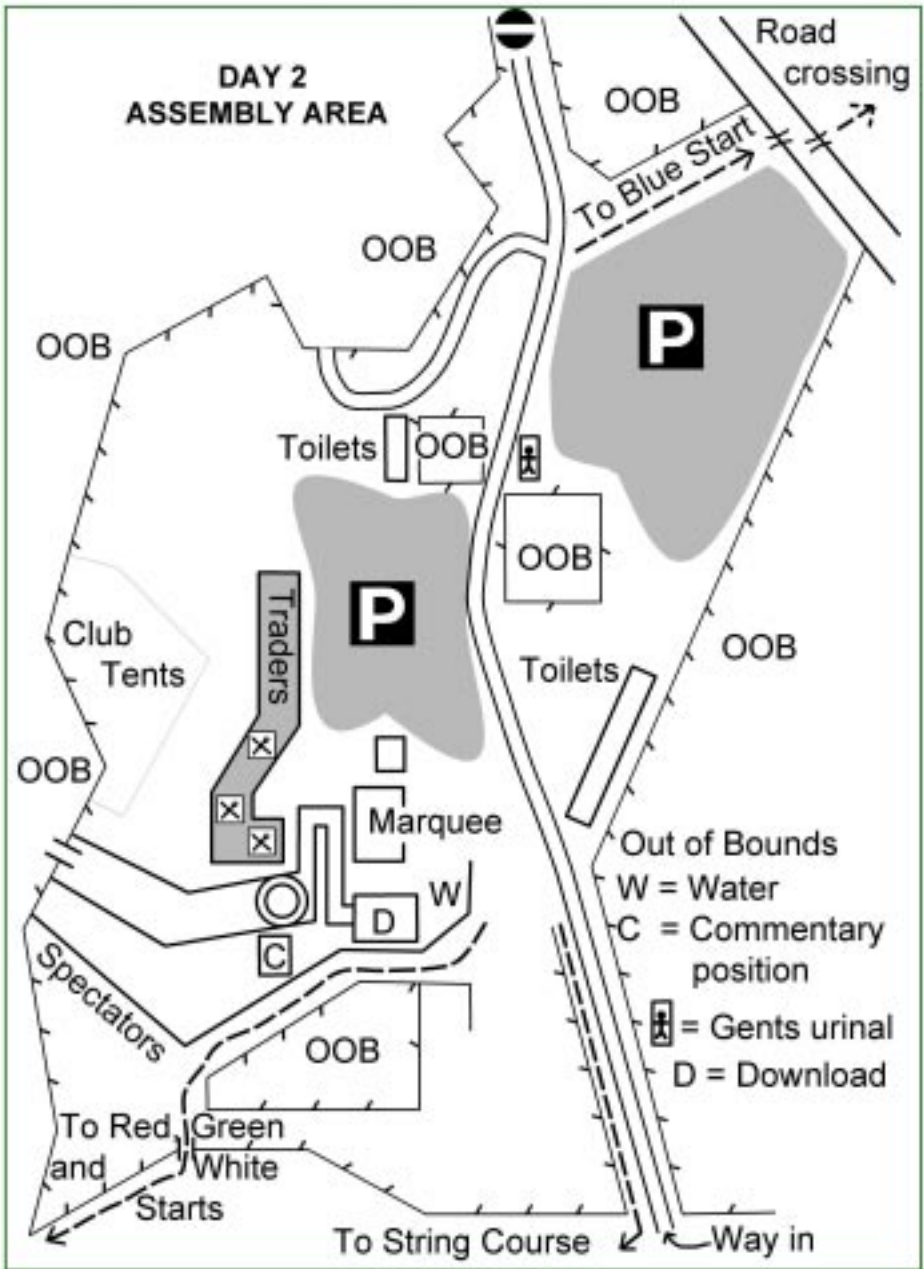 DAY 2
ASSEMBLY AREA
Road
crossing
OOB
To Blue Start
OOB
OOB
P
Toilets
OOB
OOB
P
Traders
Club
Tents
Toilets
OOB
OOB
Marquee
W
D
C
Spectators
OOB
Out of Bounds
W = Water
C = Commentary
position
= Gents urinal
D = Download
To Red Green
and White
Starts
To String Course
Way in